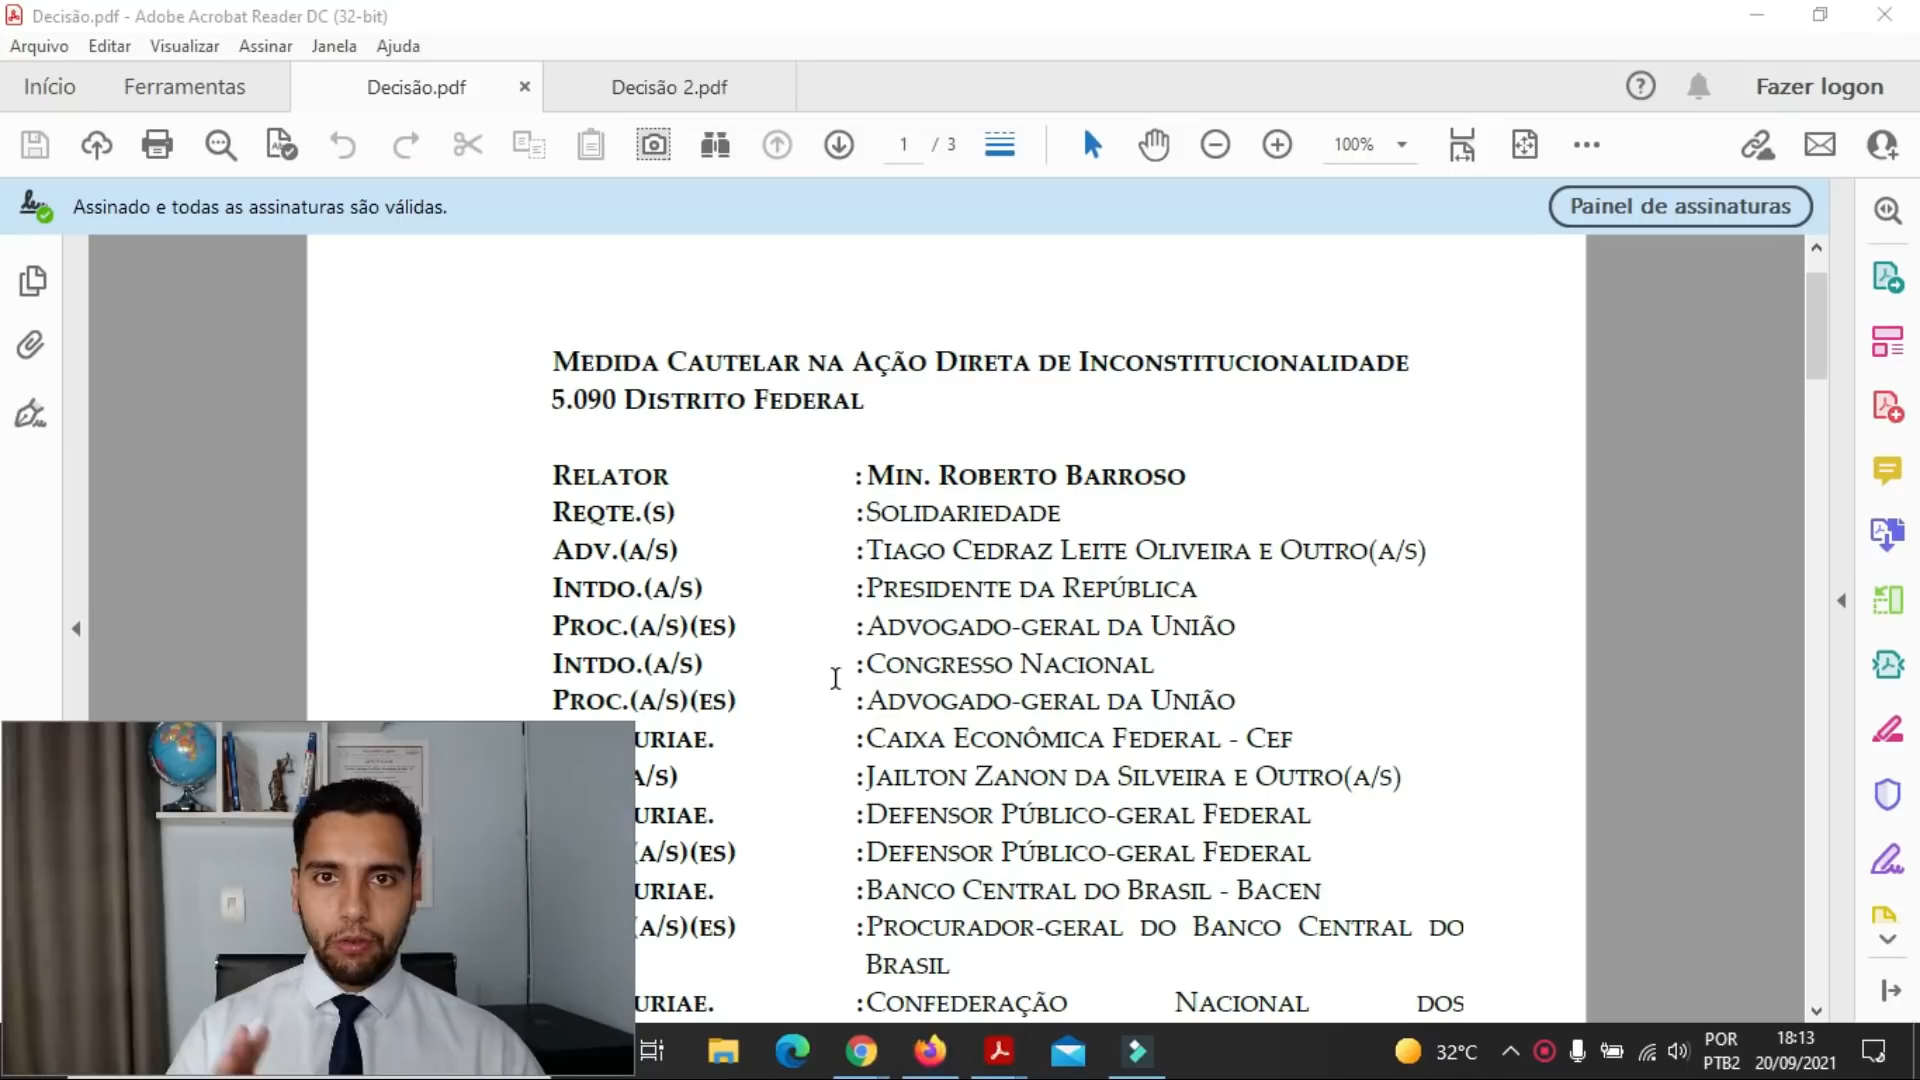 Decisão.pdf - Adobe Acrobat Reader DC (32-bit)
Arquivo Editar Visualizar Assinar Janela Ajuda
Início Ferramentas Decisão.pdf × Decisão 2.pdf Fazer logon
1 / 3 100%
Assinado e todas as assinaturas são válidas. Painel de assinaturas
MEDIDA CAUTELAR NA AÇÃO DIRETA DE INCONSTITUCIONALIDADE
5.090 DISTRITO FEDERAL
RELATOR :MIN. ROBERTO BARROSO
REQTE.(S) :SOLIDARIEDADE
ADV.(A/S) :TIAGO CEDRAZ LEITE OLIVEIRA E OUTRO(A/S)
INTDO.(A/S) :PRESIDENTE DA REPÚBLICA
PROC.(A/S)(ES) :ADVOGADO-GERAL DA UNIÃO
INTDO.(A/S) :CONGRESSO NACIONAL
PROC.(A/S)(ES) :ADVOGADO-GERAL DA UNIÃO
URIAE. :CAIXA ECONÔMICA FEDERAL - CEF
(A/S) :JAILTON ZANON DA SILVEIRA E OUTRO(A/S)
URIAE. :DEFENSOR PÚBLICO-GERAL FEDERAL
(A/S)(ES) :DEFENSOR PÚBLICO-GERAL FEDERAL
URIAE. :BANCO CENTRAL DO BRASIL - BACEN
(A/S)(ES) :PROCURADOR-GERAL DO BANCO CENTRAL DO
BRASIL
URIAE. :CONFEDERAÇÃO NACIONAL DOS
32°C POR 18:13
PTB2 20/09/2021